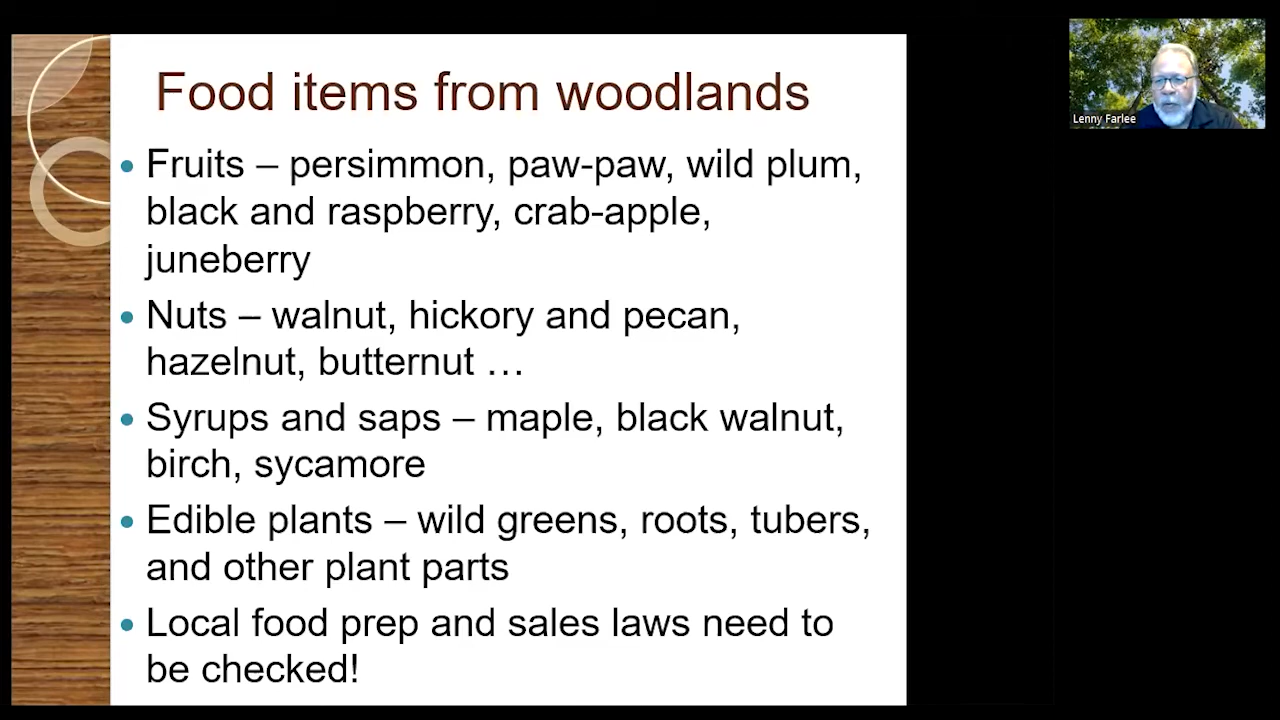 Food items from woodlands
Fruits – persimmon, paw-paw, wild plum,
black and raspberry, crab-apple,
juneberry
Nuts – walnut, hickory and pecan,
hazelnut, butternut …
Syrups and saps – maple, black walnut,
birch, sycamore
Edible plants – wild greens, roots, tubers,
and other plant parts
Local food prep and sales laws need to
be checked!
Lenny Farlee